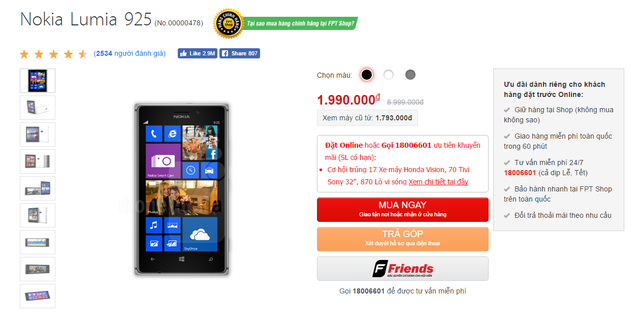 Nokia Lumia 925 (No.00000478)
Tại sao mua hàng chính hãng tại FPT Shop?
(2534 người đánh giá)
Like 2.9M
Share 807
Chọn màu:
1.990.000đ 8.999.000đ
Xem máy cũ từ: 1.793.000đ
Đặt Online hoặc Gọi 18006601 ưu tiên khuyến
mãi (SL có hạn):
Cơ hội trúng 17 Xe máy Honda Vision, 70 Tivi
Sony 32", 870 Lò vi sóng Xem chi tiết tại đây
MUA NGAY
Giao tận nơi hoặc nhận ở cửa hàng
TRẢ GÓP
Xét duyệt hồ sơ qua điện thoại
Friends
Gọi 18006601 để được tư vấn miễn phí
Ưu đãi dành riêng cho khách
hàng đặt trước Online:
Giữ hàng tại Shop (không mua
không sao)
Giao hàng miễn phí toàn quốc
trong 60 phút
Tư vấn miễn phí 24/7
18006601 (cả dịp Lễ, Tết)
Bảo hành nhanh tại FPT Shop
trên toàn quốc
Đổi trả thoải mái theo nhu cầu
NOKIA